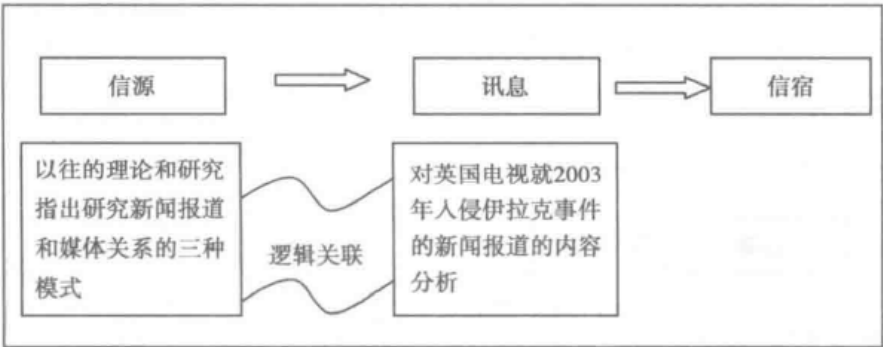 信源
讯息
信宿
以往的理论和研究
指出研究新闻报道
和媒体关系的三种
模式
逻辑关联
对英国电视就2003
年入侵伊拉克事件
的新闻报道的内容
分析